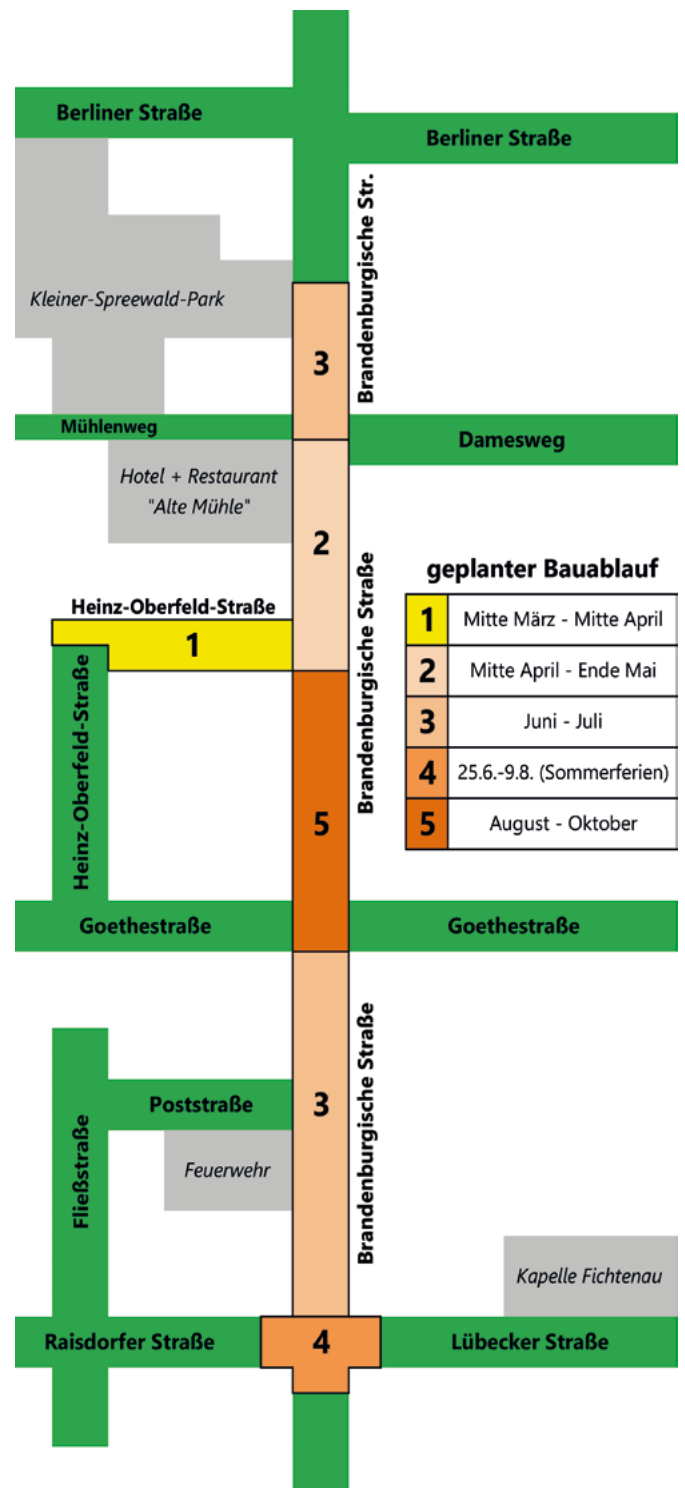 Berliner Straße
Berliner Straße
Brandenburgische Str.
Kleiner-Spreewald-Park
3
Mühlenweg
Damesweg
Hotel + Restaurant
"Alte Mühle"
2
Brandenburgische Straße
geplanter Bauablauf
1 Mitte März - Mitte April
2 Mitte April - Ende Mai
3 Juni - Juli
4 25.6.-9.8. (Sommerferien)
5 August - Oktober
Heinz-Oberfeld-Straße
1
Heinz-Oberfeld-Straße
5
Goethestraße
Goethestraße
Brandenburgische Straße
3
Poststraße
Fließstraße
Feuerwehr
Kapelle Fichtenau
Raisdorfer Straße
4
Lübecker Straße